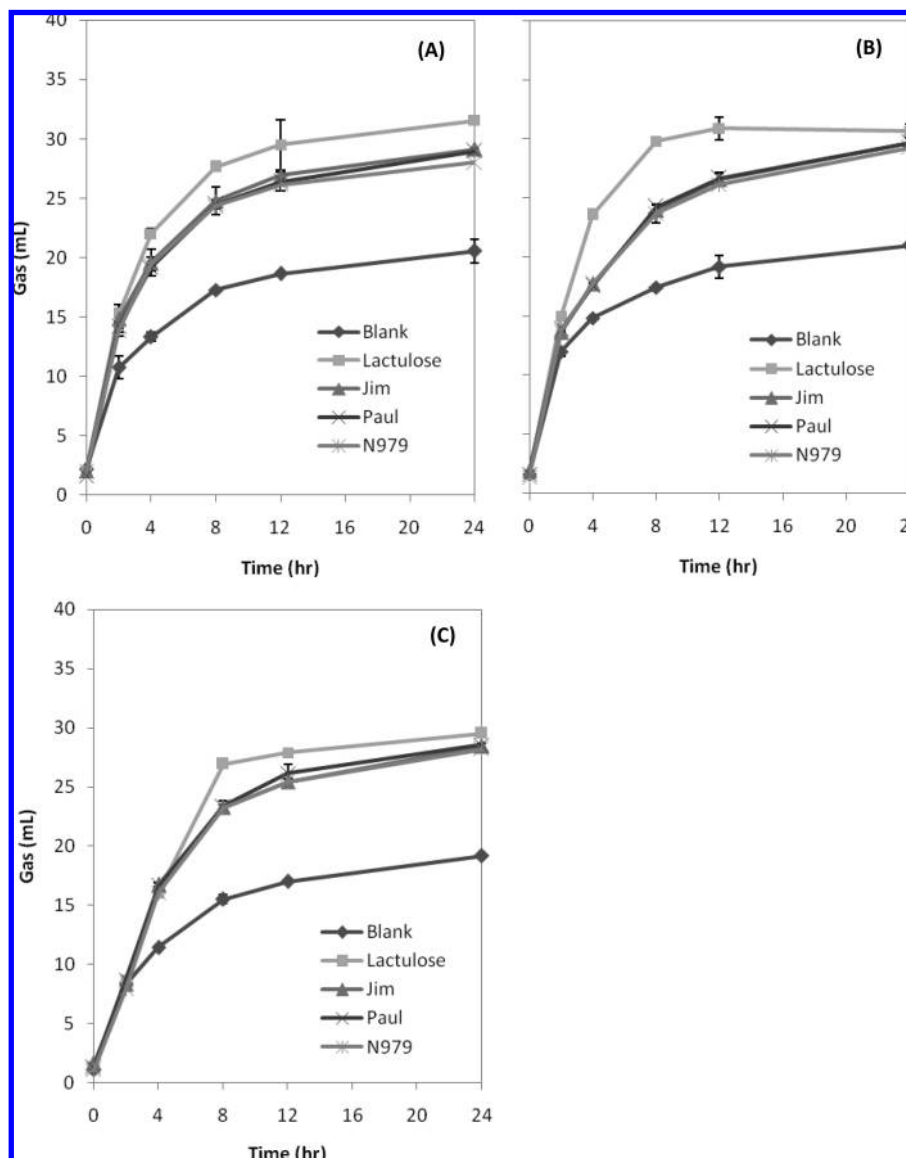 (A)
40
35
30
25
20
15
10
5
0
Gas (mL)
Blank
Lactulose
Jim
Paul
N979
0 4 8 12 16 20 24
Time (hr)
(B)
Blank
Lactulose
Jim
Paul
N979
0 4 8 12 16 20 2
Time (hr)
(C)
40
35
30
25
20
15
10
5
0
Gas (mL)
Blank
Lactulose
Jim
Paul
N979
0 4 8 12 16 20 24
Time (hr)